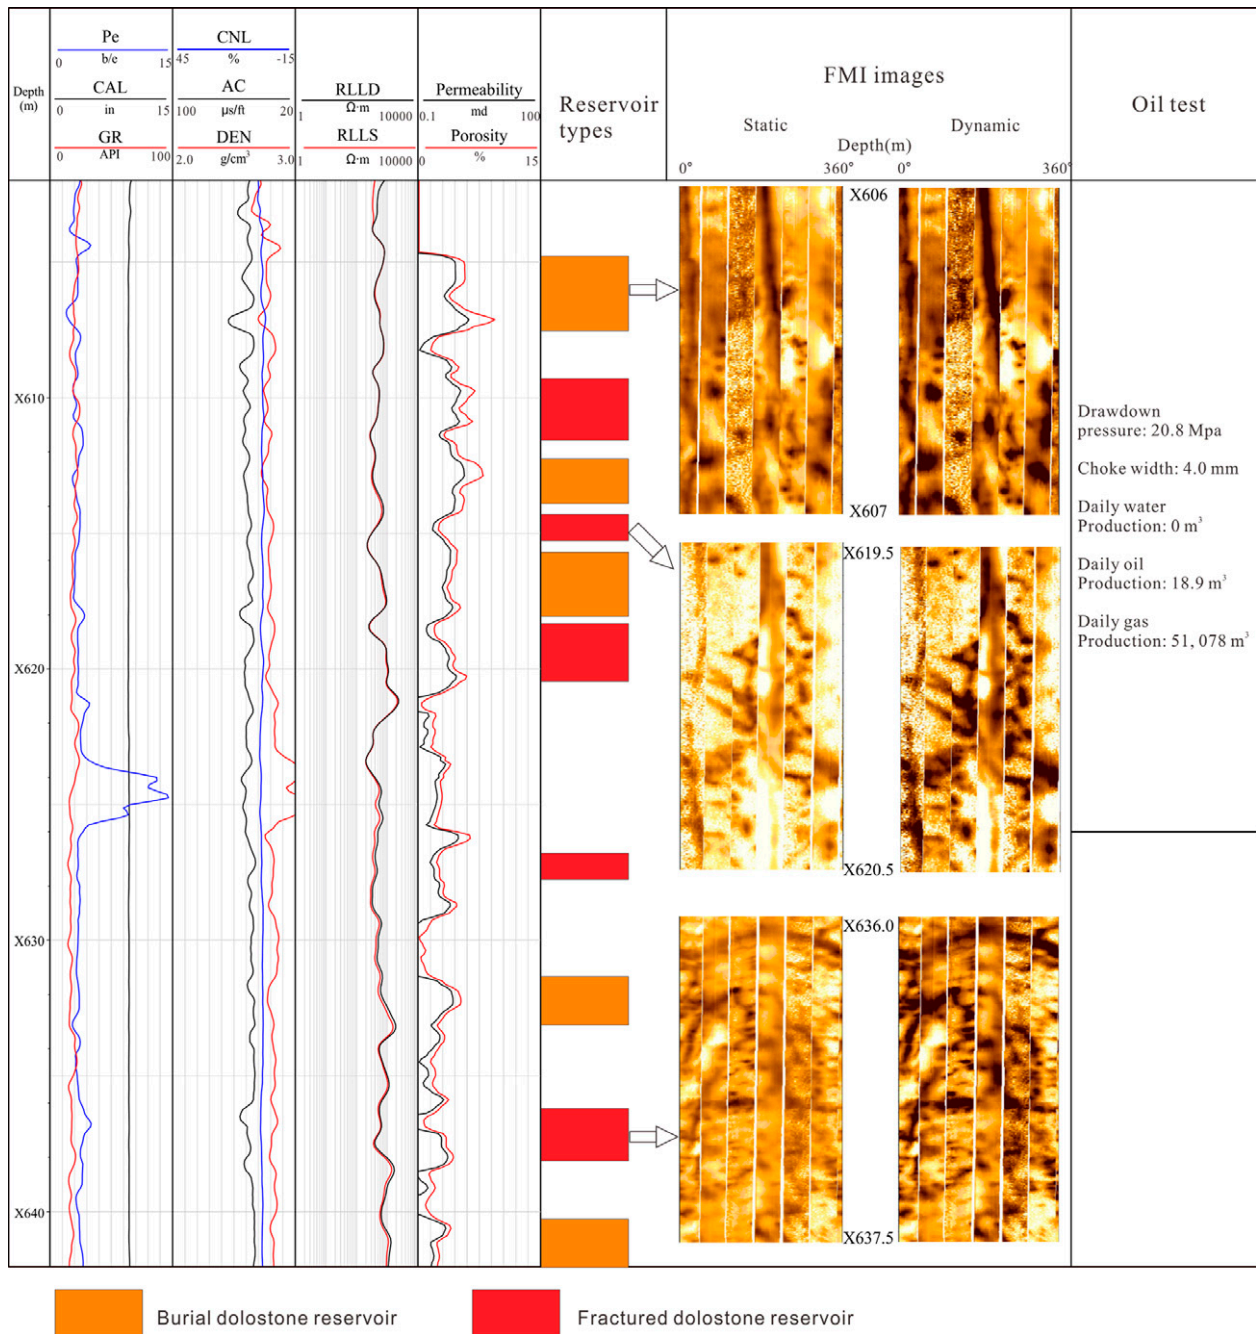 Depth
(m)
Pe
0 b/e 15
CAL
0 in 15
GR
0 API 100
CNL
45 % -15
AC
100 μs/ft 20
DEN
2.0 g/cm³ 3.0
RLLD
1 Ω·m 10000
RLLS
1 Ω·m 10000
Permeability
0.1 md 100
Porosity
0 % 15
Reservoir
types
FMI images
Static
Dynamic
Depth(m)
0° 360° 0° 360°
Oil test
X610
X620
X630
X640
X606
X607
X619.5
X620.5
X636.0
X637.5
Drawdown
pressure: 20.8 Mpa
Choke width: 4.0 mm
Daily water
Production: 0 m³
Daily oil
Production: 18.9 m³
Daily gas
Production: 51, 078 m³
Burial dolostone reservoir
Fractured dolostone reservoir